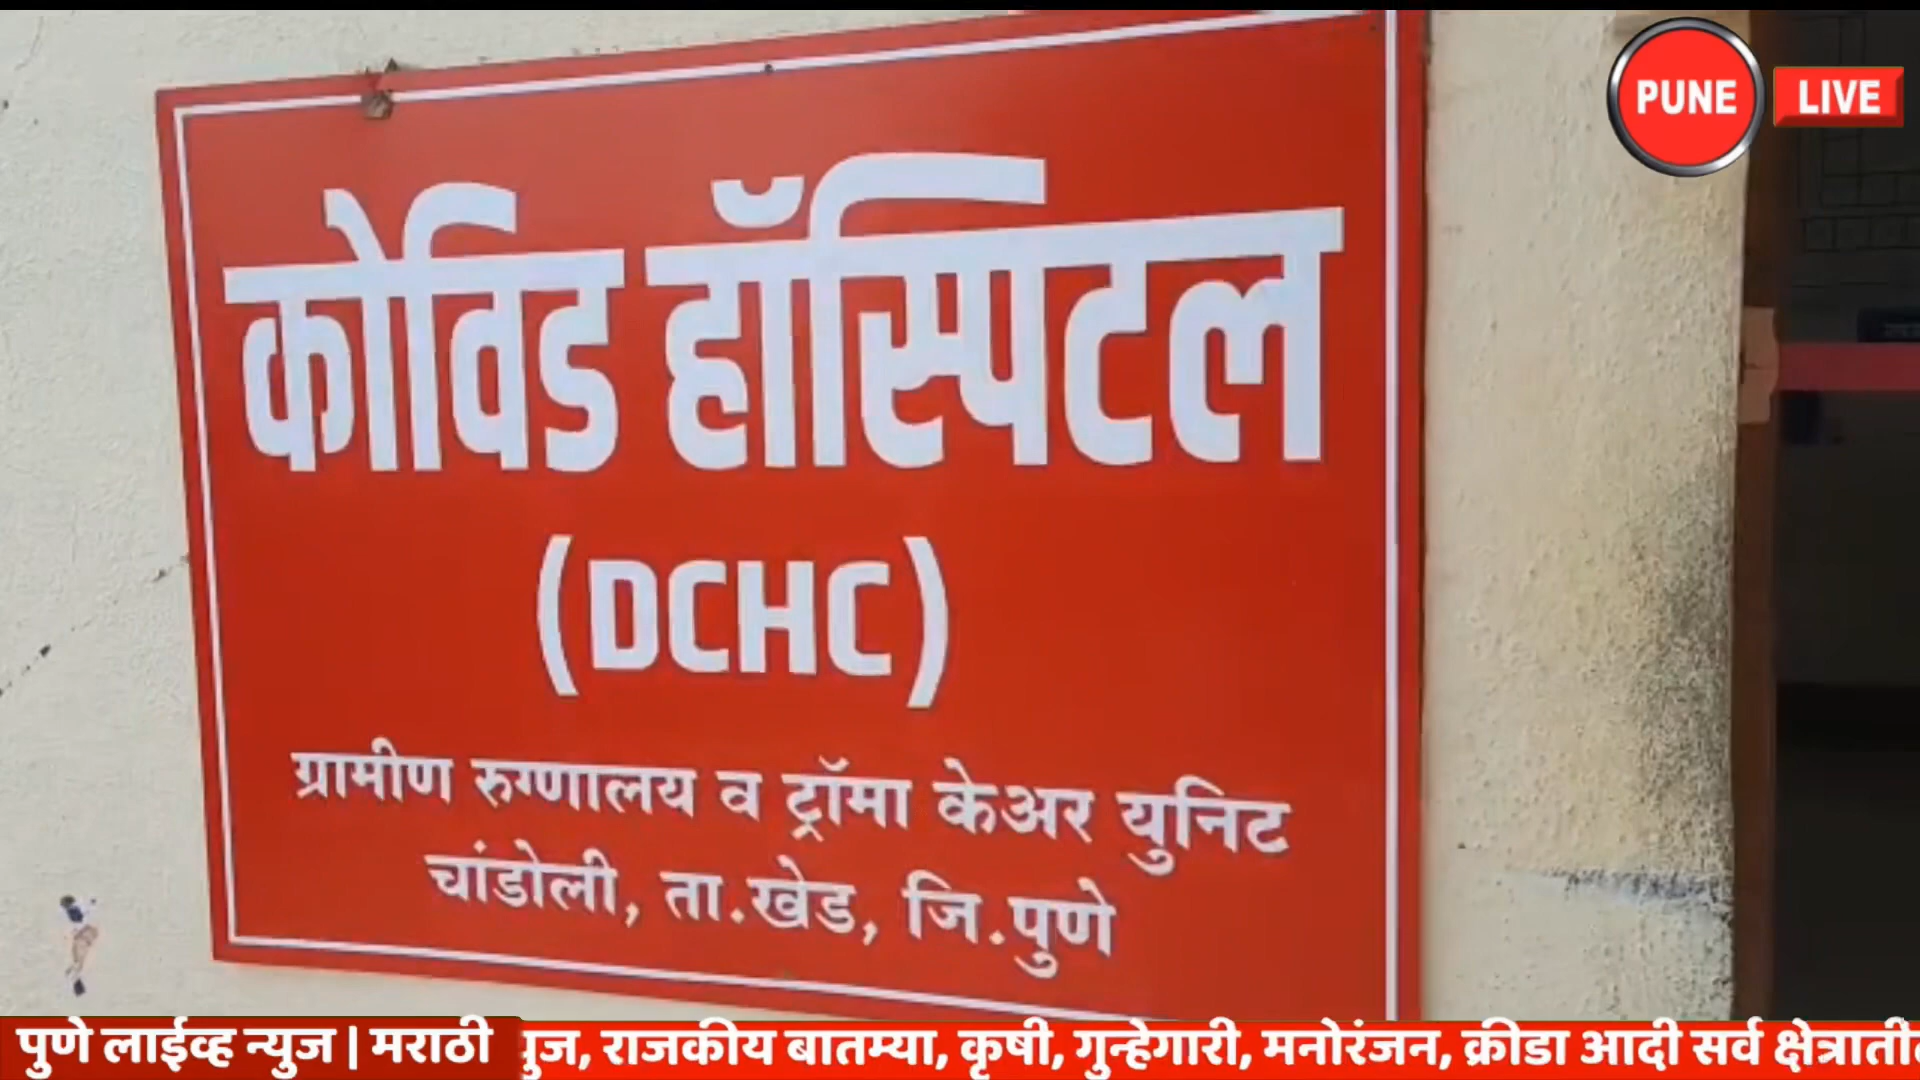 PUNE LIVE
कोविड हॉस्पिटल
(DCHC)
ग्रामीण रुग्णालय व ट्रॉमा केअर युनिट
चांडोली, ता.खेड, जि.पुणे
पुणे लाईव्ह न्युज | मराठी
राजकीय बातम्या, कृषी, गुन्हेगारी, मनोरंजन, क्रीडा आदी सर्व